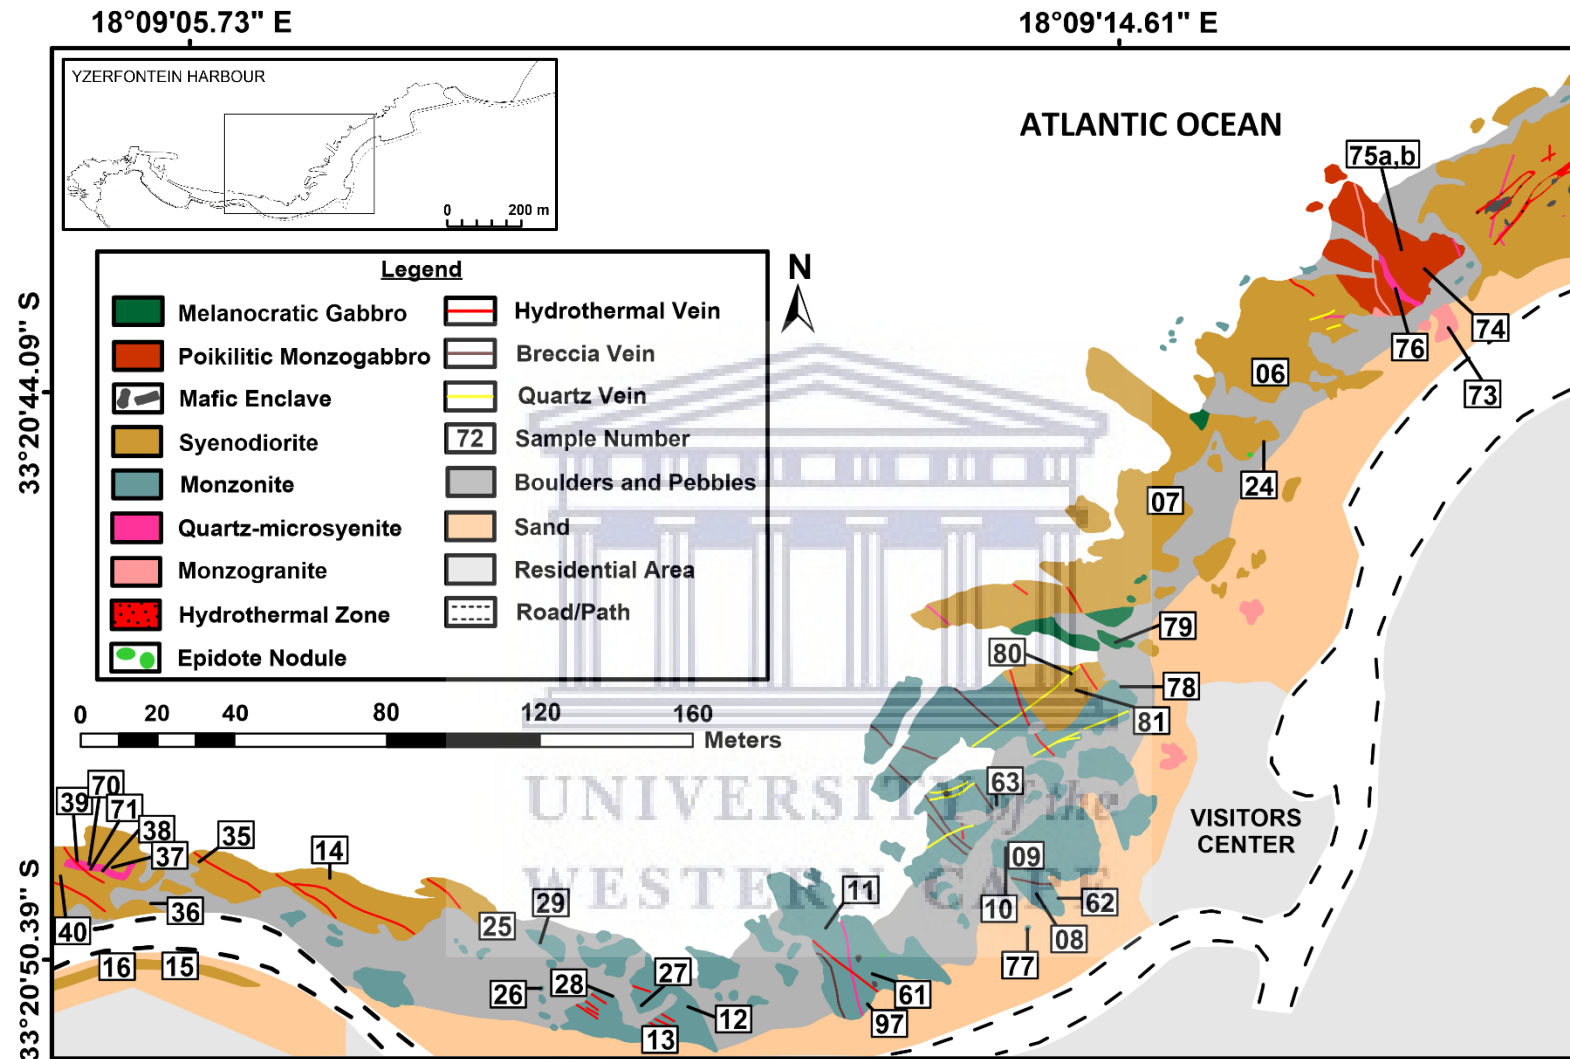 18°09'05.73" E
18°09'14.61" E
YZERFONTEIN HARBOUR
0 200 m
ATLANTIC OCEAN
N
33°20'44.09" S
33°20'50.39" S
Legend
Melanocratic Gabbro
Poikilitic Monzogabbro
Mafic Enclave
Syenodiorite
Monzonite
Quartz-microsyenite
Monzogranite
Hydrothermal Zone
Epidote Nodule
Hydrothermal Vein
Breccia Vein
Quartz Vein
72 Sample Number
Boulders and Pebbles
Sand
Residential Area
Road/Path
0 20 40 80 120 160
Meters
75a,b
74
76
73
06
24
07
79
80
78
81
63
09
10
62
08
77
VISITORS
CENTER
11
61
97
39
70
71
38
37
35
14
36
40
16
15
25
29
26
28
27
12
13
UNIVERSITY of the
WESTERN CAPE